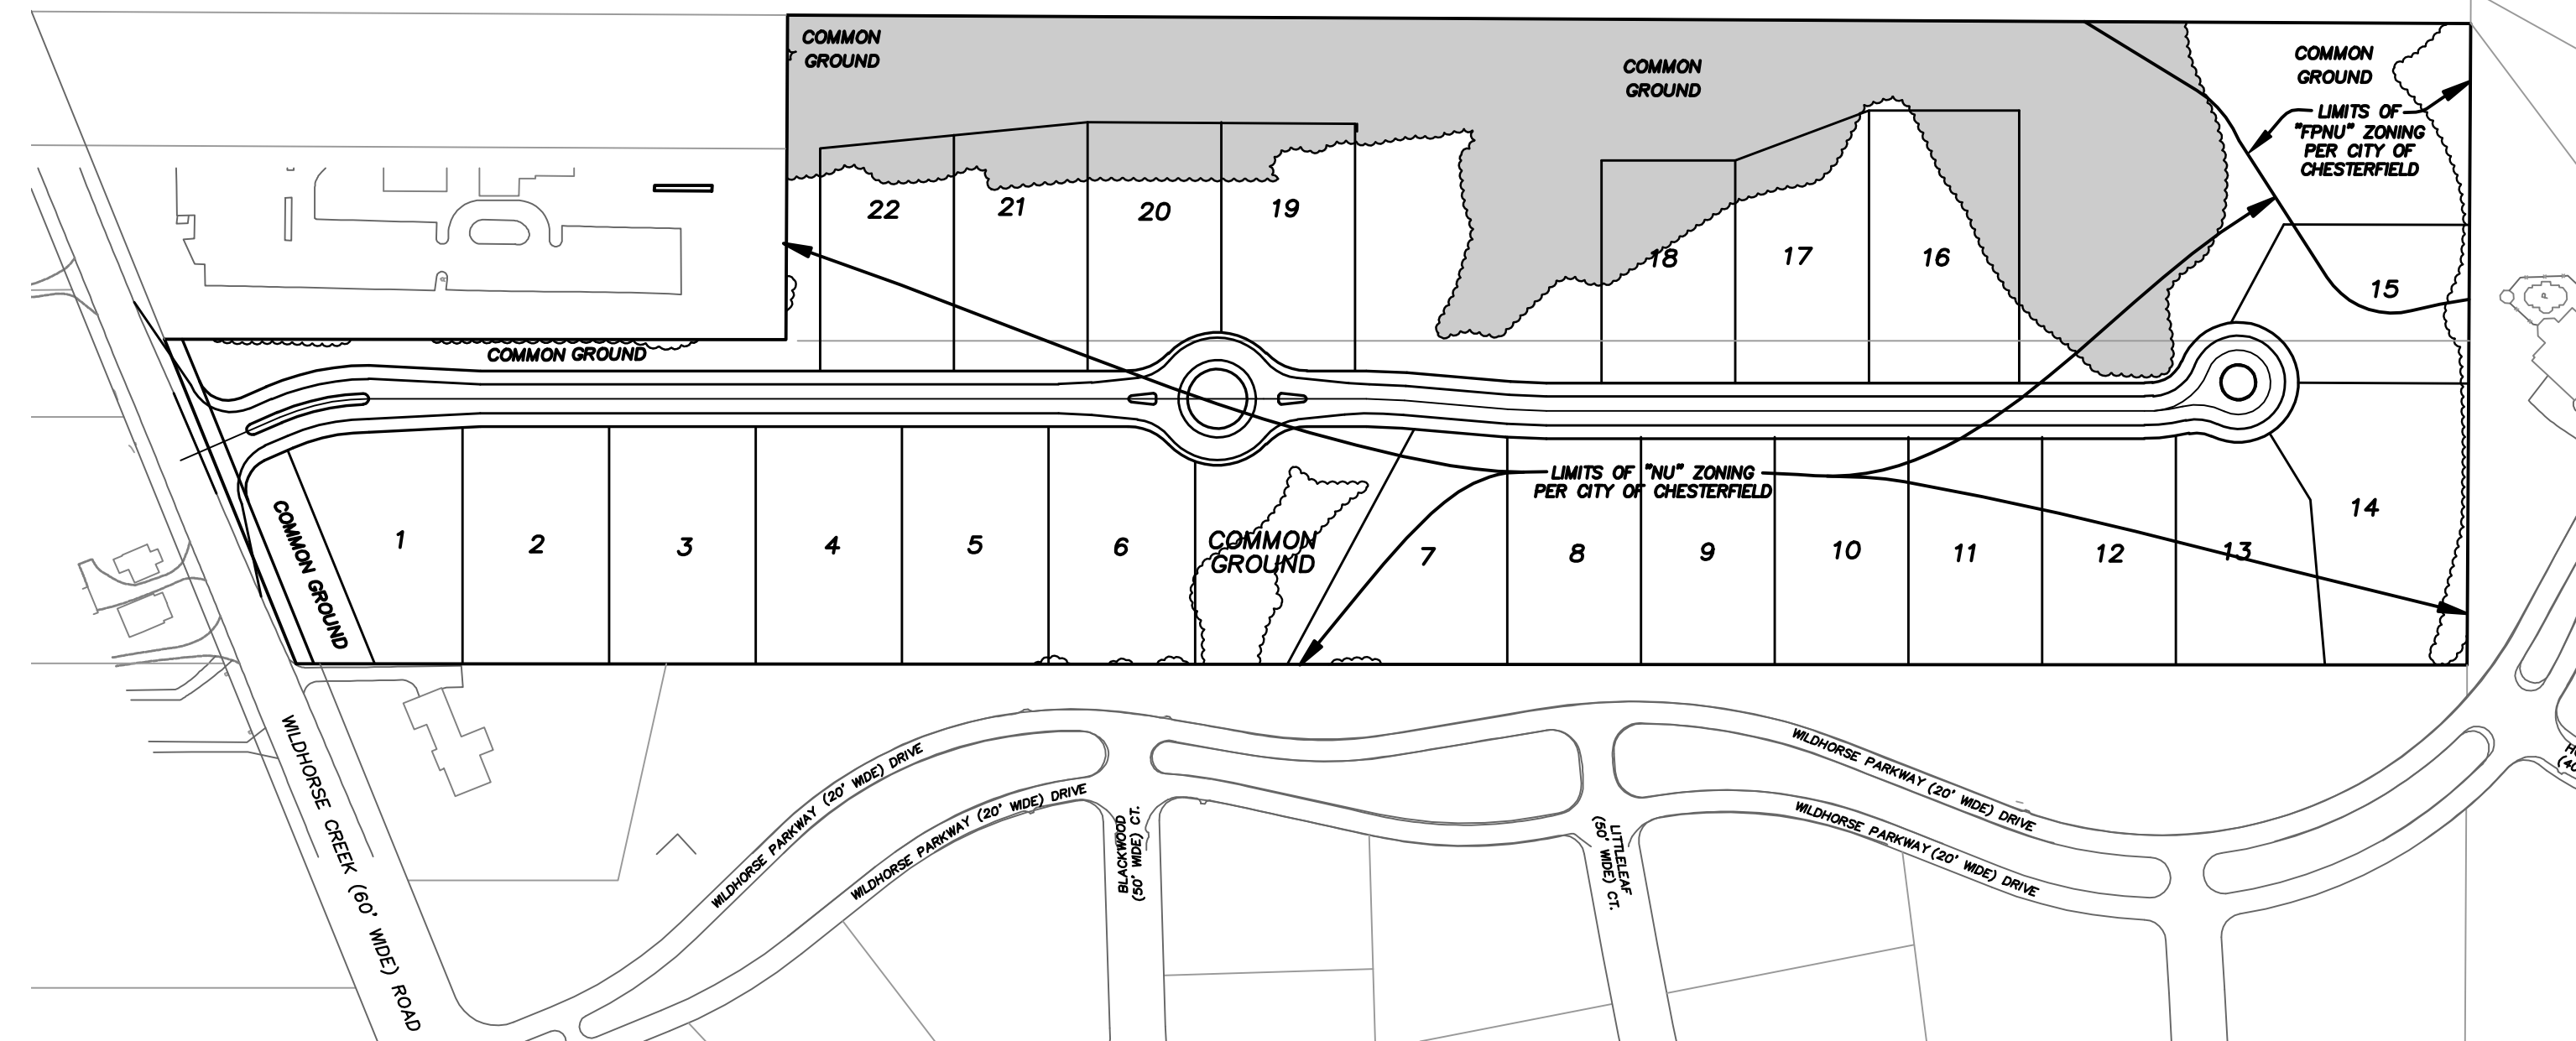 COMMON
GROUND
COMMON
GROUND
COMMON
GROUND
LIMITS OF
"FPNU" ZONING
PER CITY OF
CHESTERFIELD
22
21
20
19
18
17
16
15
COMMON GROUND
LIMITS OF "NU" ZONING
PER CITY OF CHESTERFIELD
COMMON GROUND
1
2
3
4
5
6
COMMON
GROUND
7
8
9
10
11
12
13
14
WILDHORSE CREEK (60' WIDE) ROAD
WILDHORSE PARKWAY (20' WIDE) DRIVE
WILDHORSE PARKWAY (20' WIDE) DRIVE
BLACKWOOD
(50' WIDE) CT.
LITTLELEAF
(50' WIDE) CT.
WILDHORSE PARKWAY (20' WIDE) DRIVE
WILDHORSE PARKWAY (20' WIDE) DRIVE